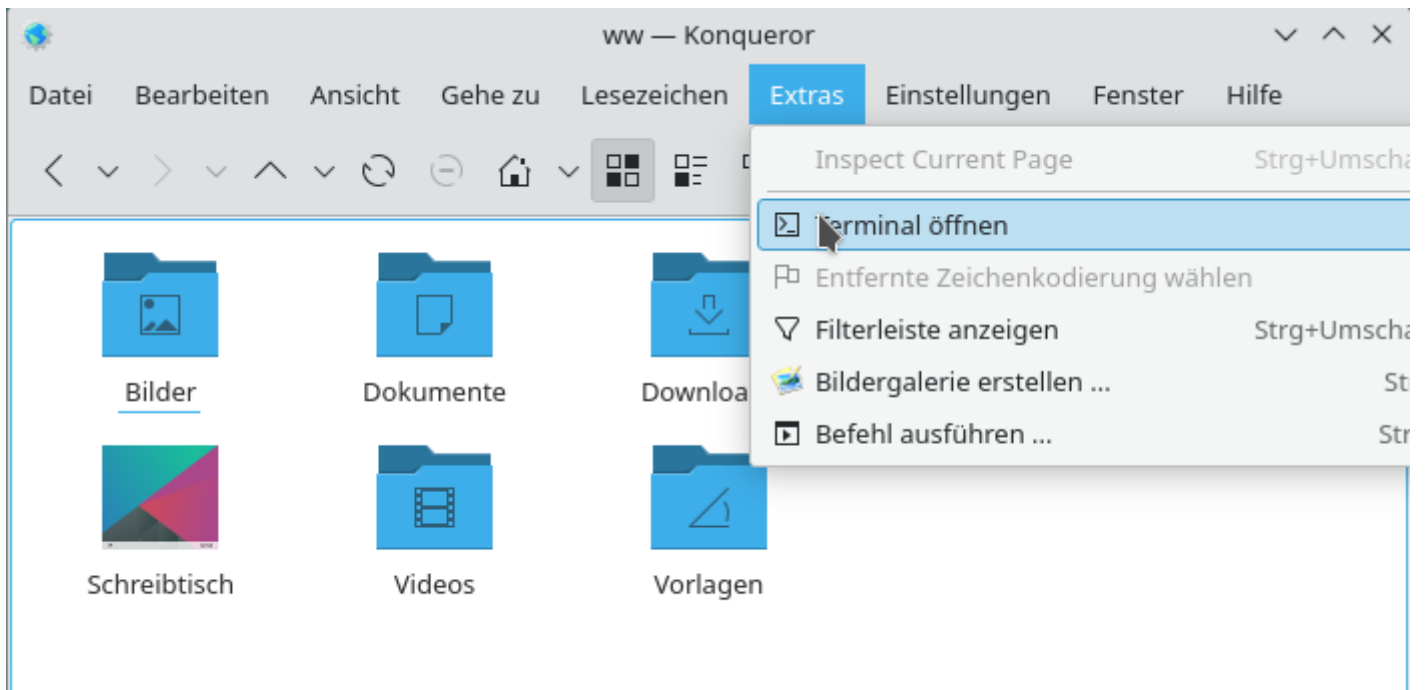 ww — Konqueror
Datei Bearbeiten Ansicht Gehe zu Lesezeichen Extras Einstellungen Fenster Hilfe
Inspect Current Page Strg+Umscha
Terminal öffnen
Entfernte Zeichenkodierung wählen
Filterleiste anzeigen Strg+Umscha
Bildergalerie erstellen ... St
Befehl ausführen ... Str
Bilder Dokumente Downloa
Schreibtisch Videos Vorlagen